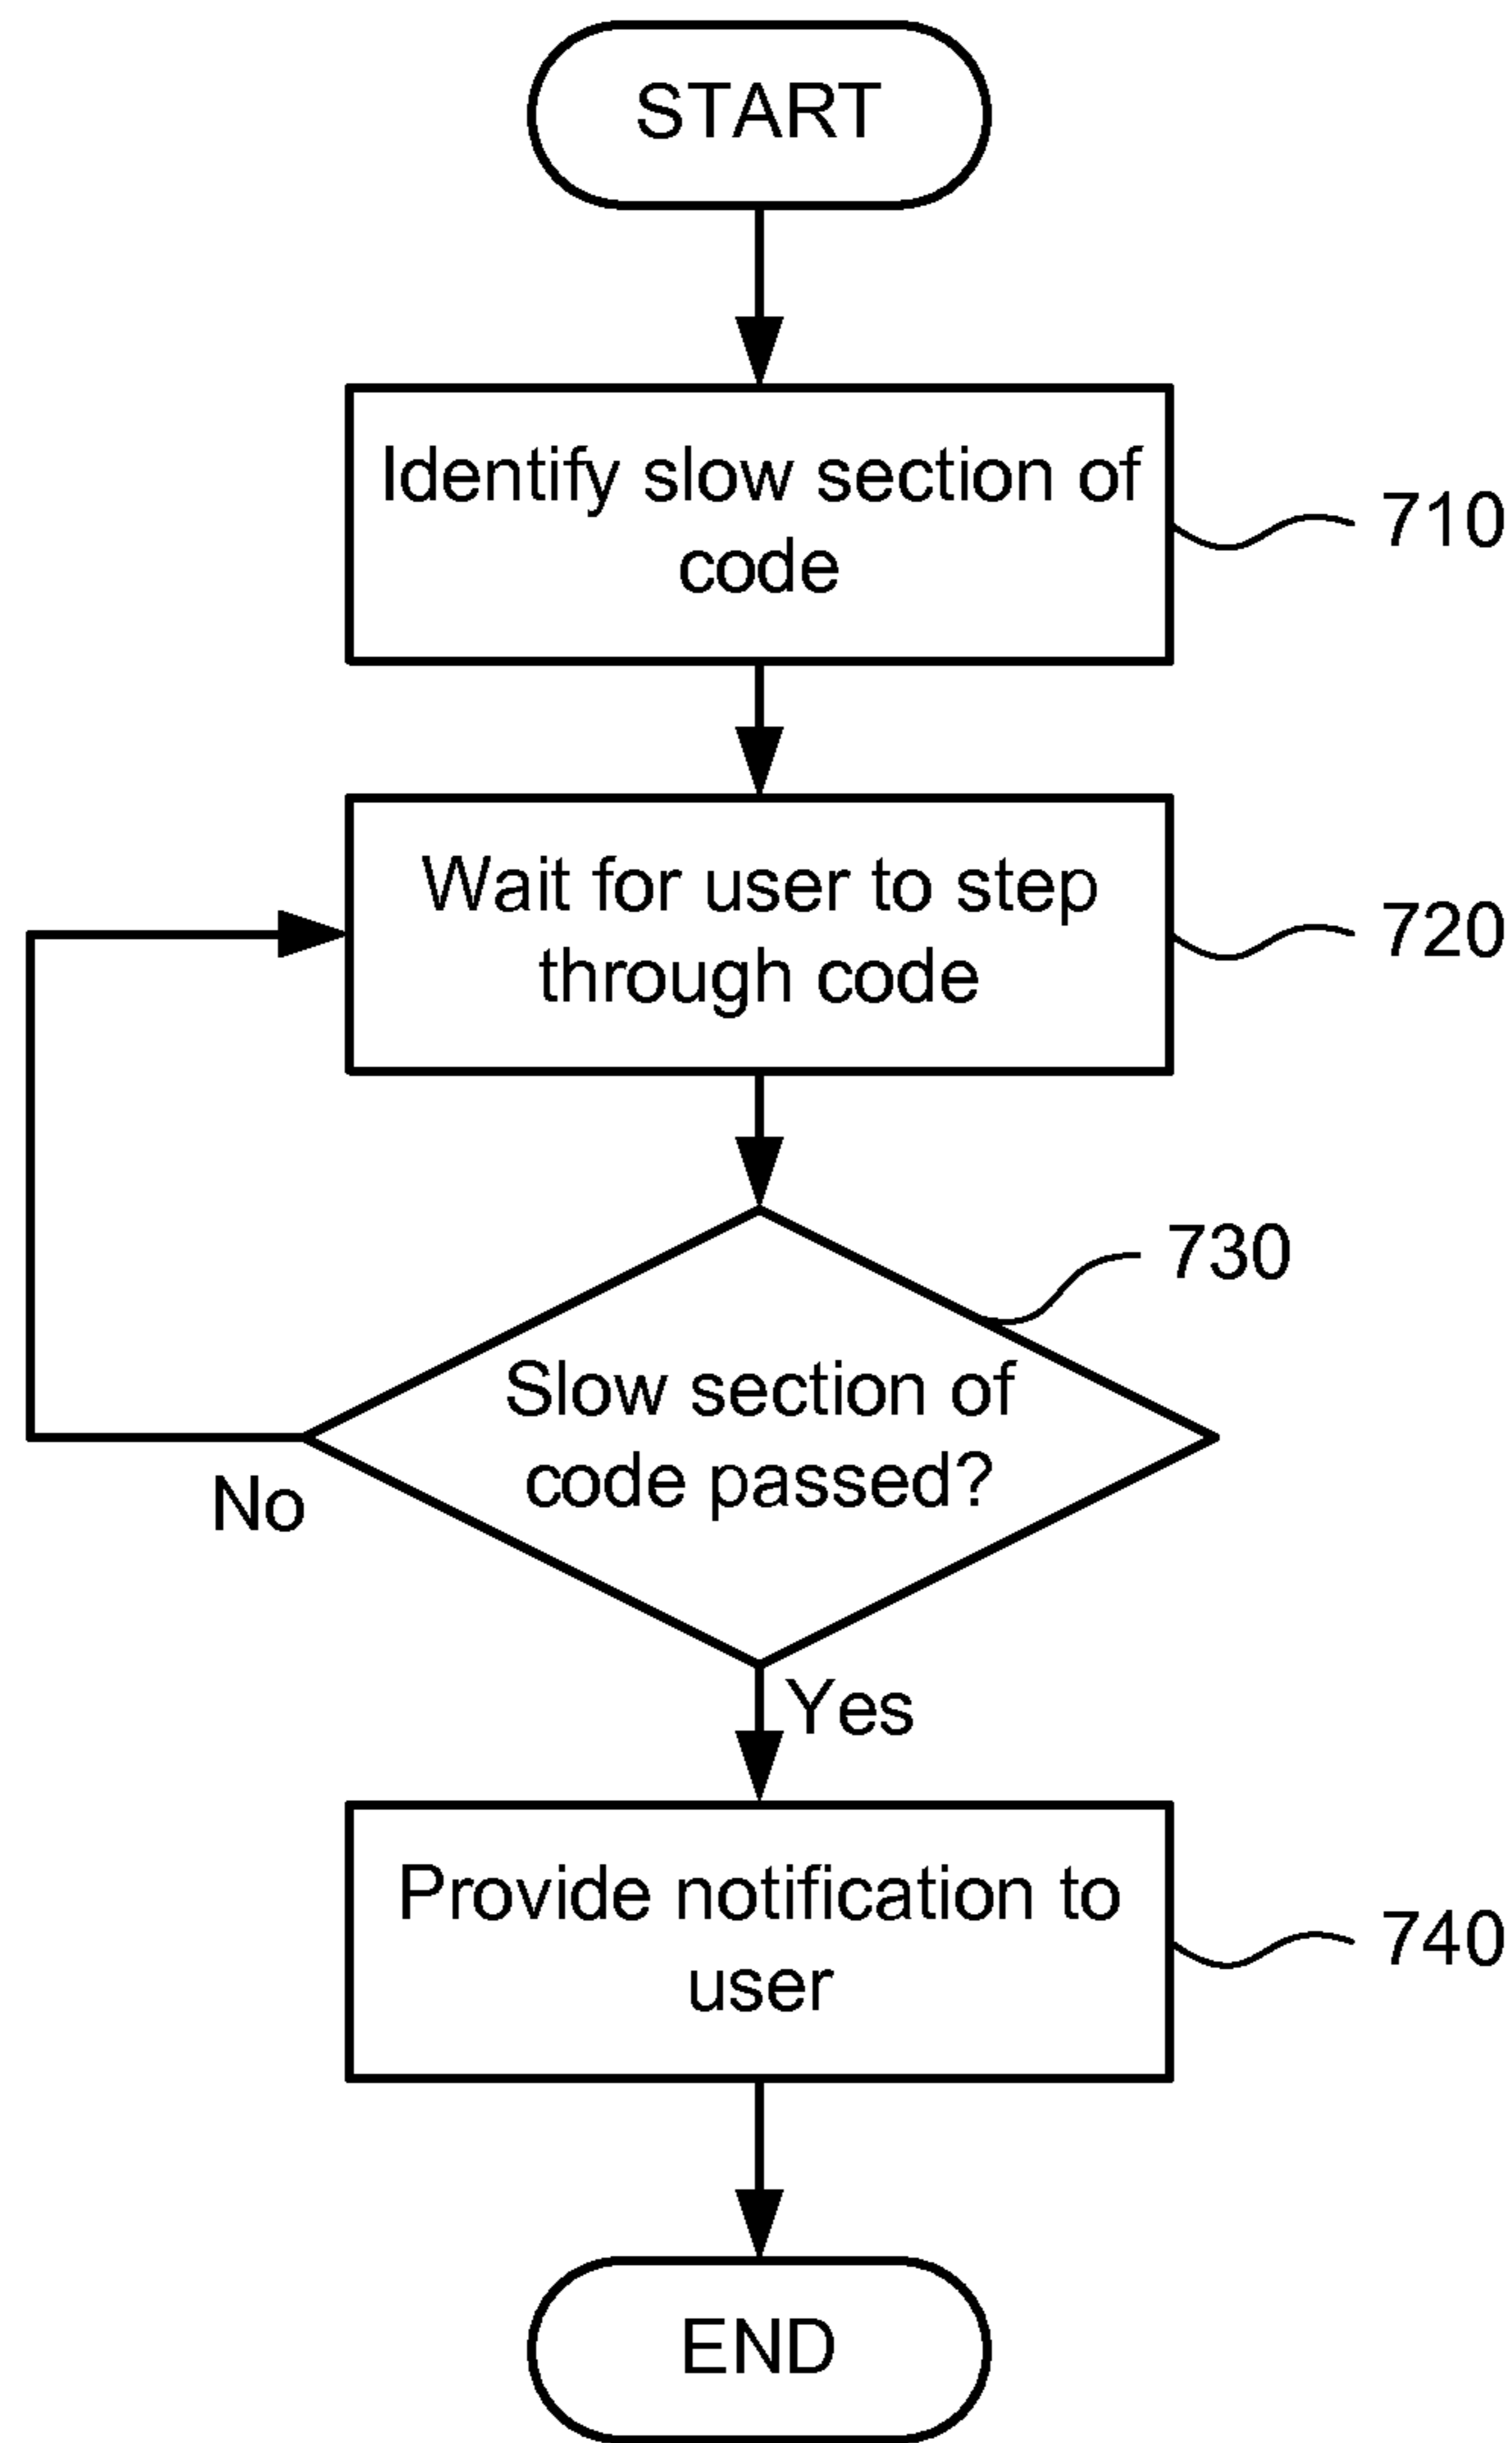 START
Identify slow section of
code
710
Wait for user to step
through code
720
730
Slow section of
code passed?
No
Yes
Provide notification to
user
740
END